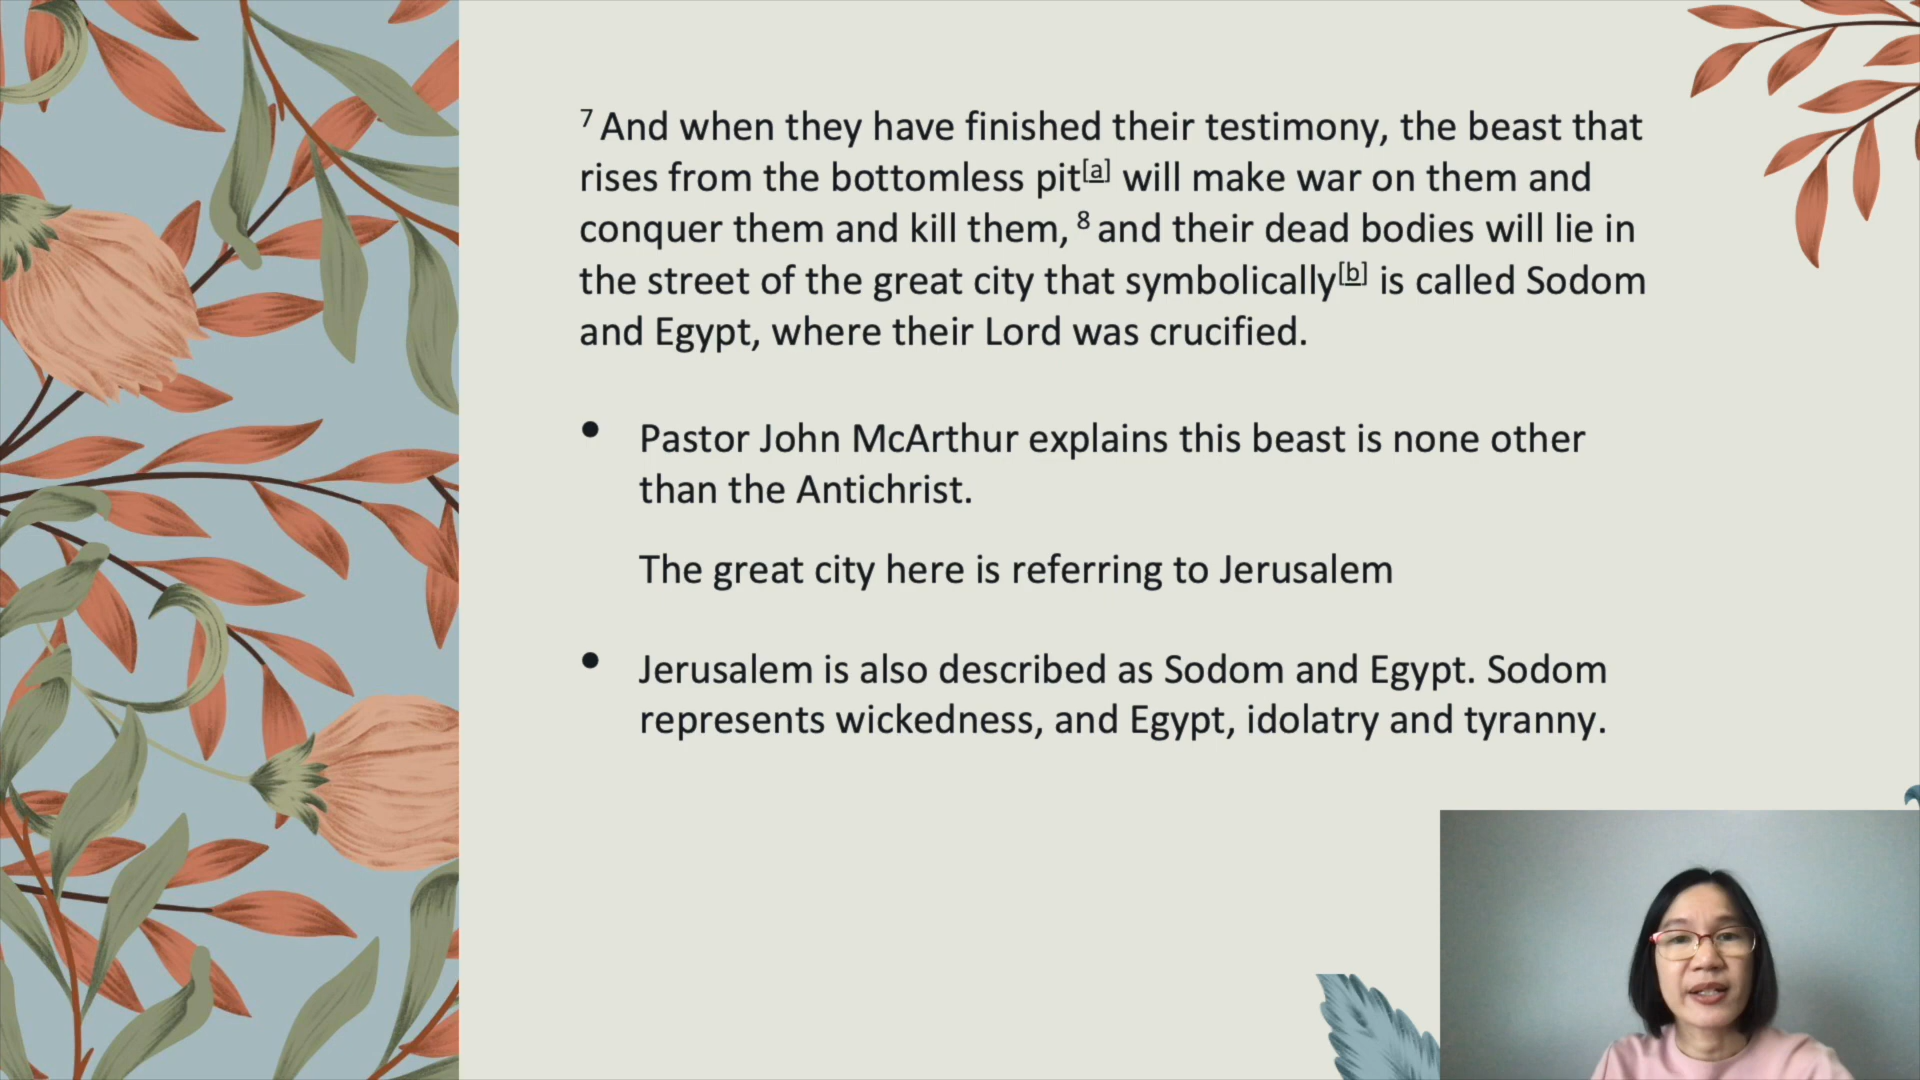 7 And when they have finished their testimony, the beast that
rises from the bottomless pit[a] will make war on them and
conquer them and kill them, 8 and their dead bodies will lie in
the street of the great city that symbolically[b] is called Sodom
and Egypt, where their Lord was crucified.
• Pastor John McArthur explains this beast is none other
than the Antichrist.
The great city here is referring to Jerusalem
• Jerusalem is also described as Sodom and Egypt. Sodom
represents wickedness, and Egypt, idolatry and tyranny.